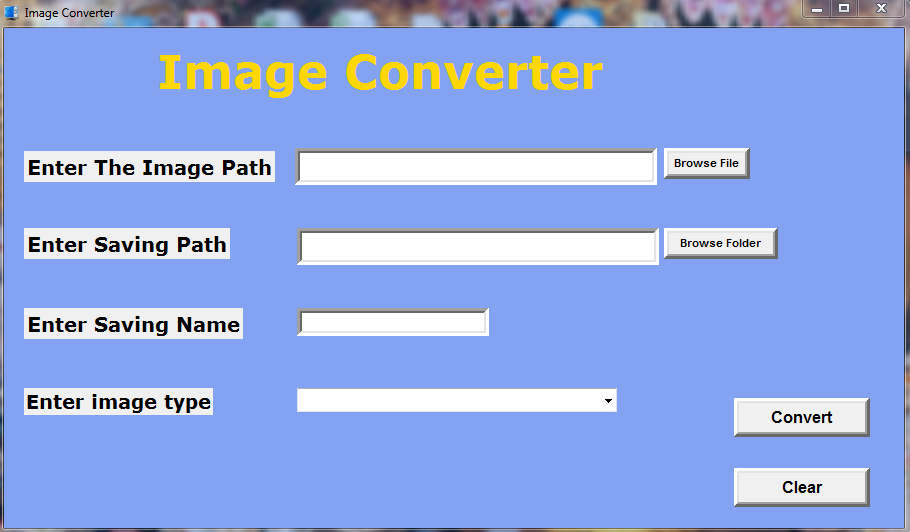 Image Converter
Image Converter
Enter The Image Path
Browse File
Enter Saving Path
Browse Folder
Enter Saving Name
Enter image type
Convert
Clear